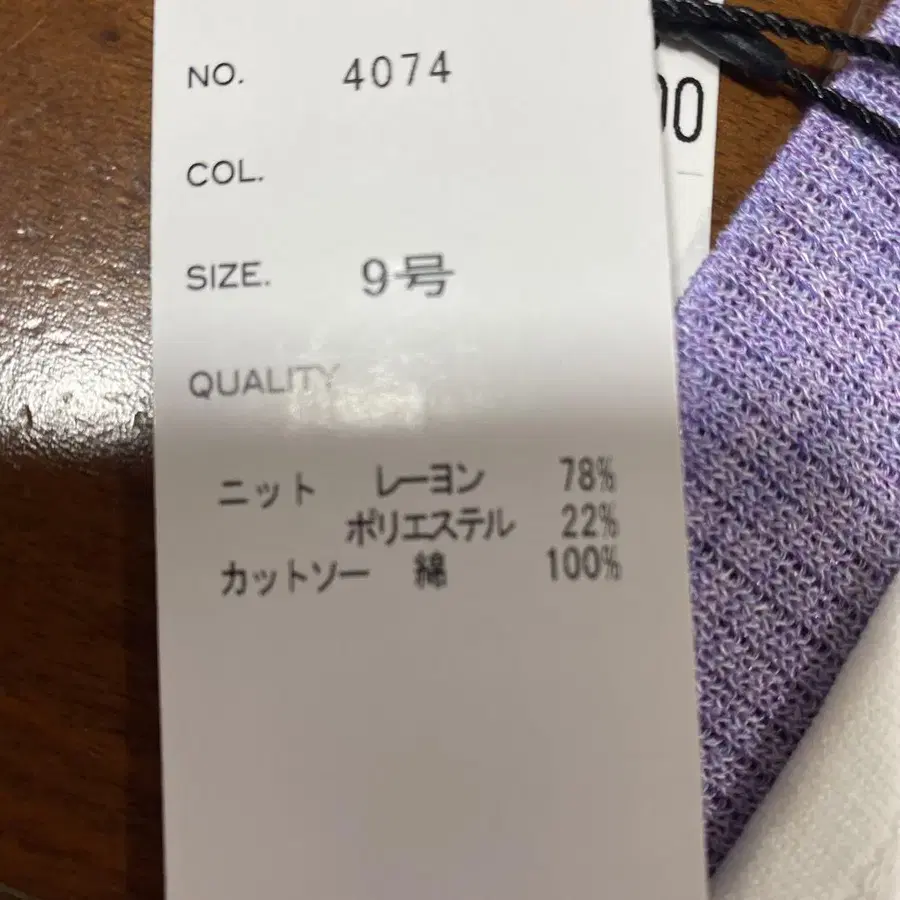 NO. 4074
COL.
SIZE. 9号
QUALITY
ニット レーヨン 78%
ポリエステル 22%
カットソー 綿 100%
00